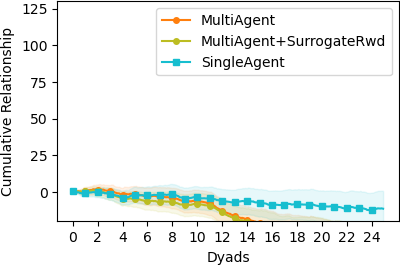 MultiAgent
MultiAgent+SurrogateRwd
SingleAgent
Cumulative Relationship
125
100
75
50
25
0
0 2 4 6 8 10 12 14 16 18 20 22 24
Dyads